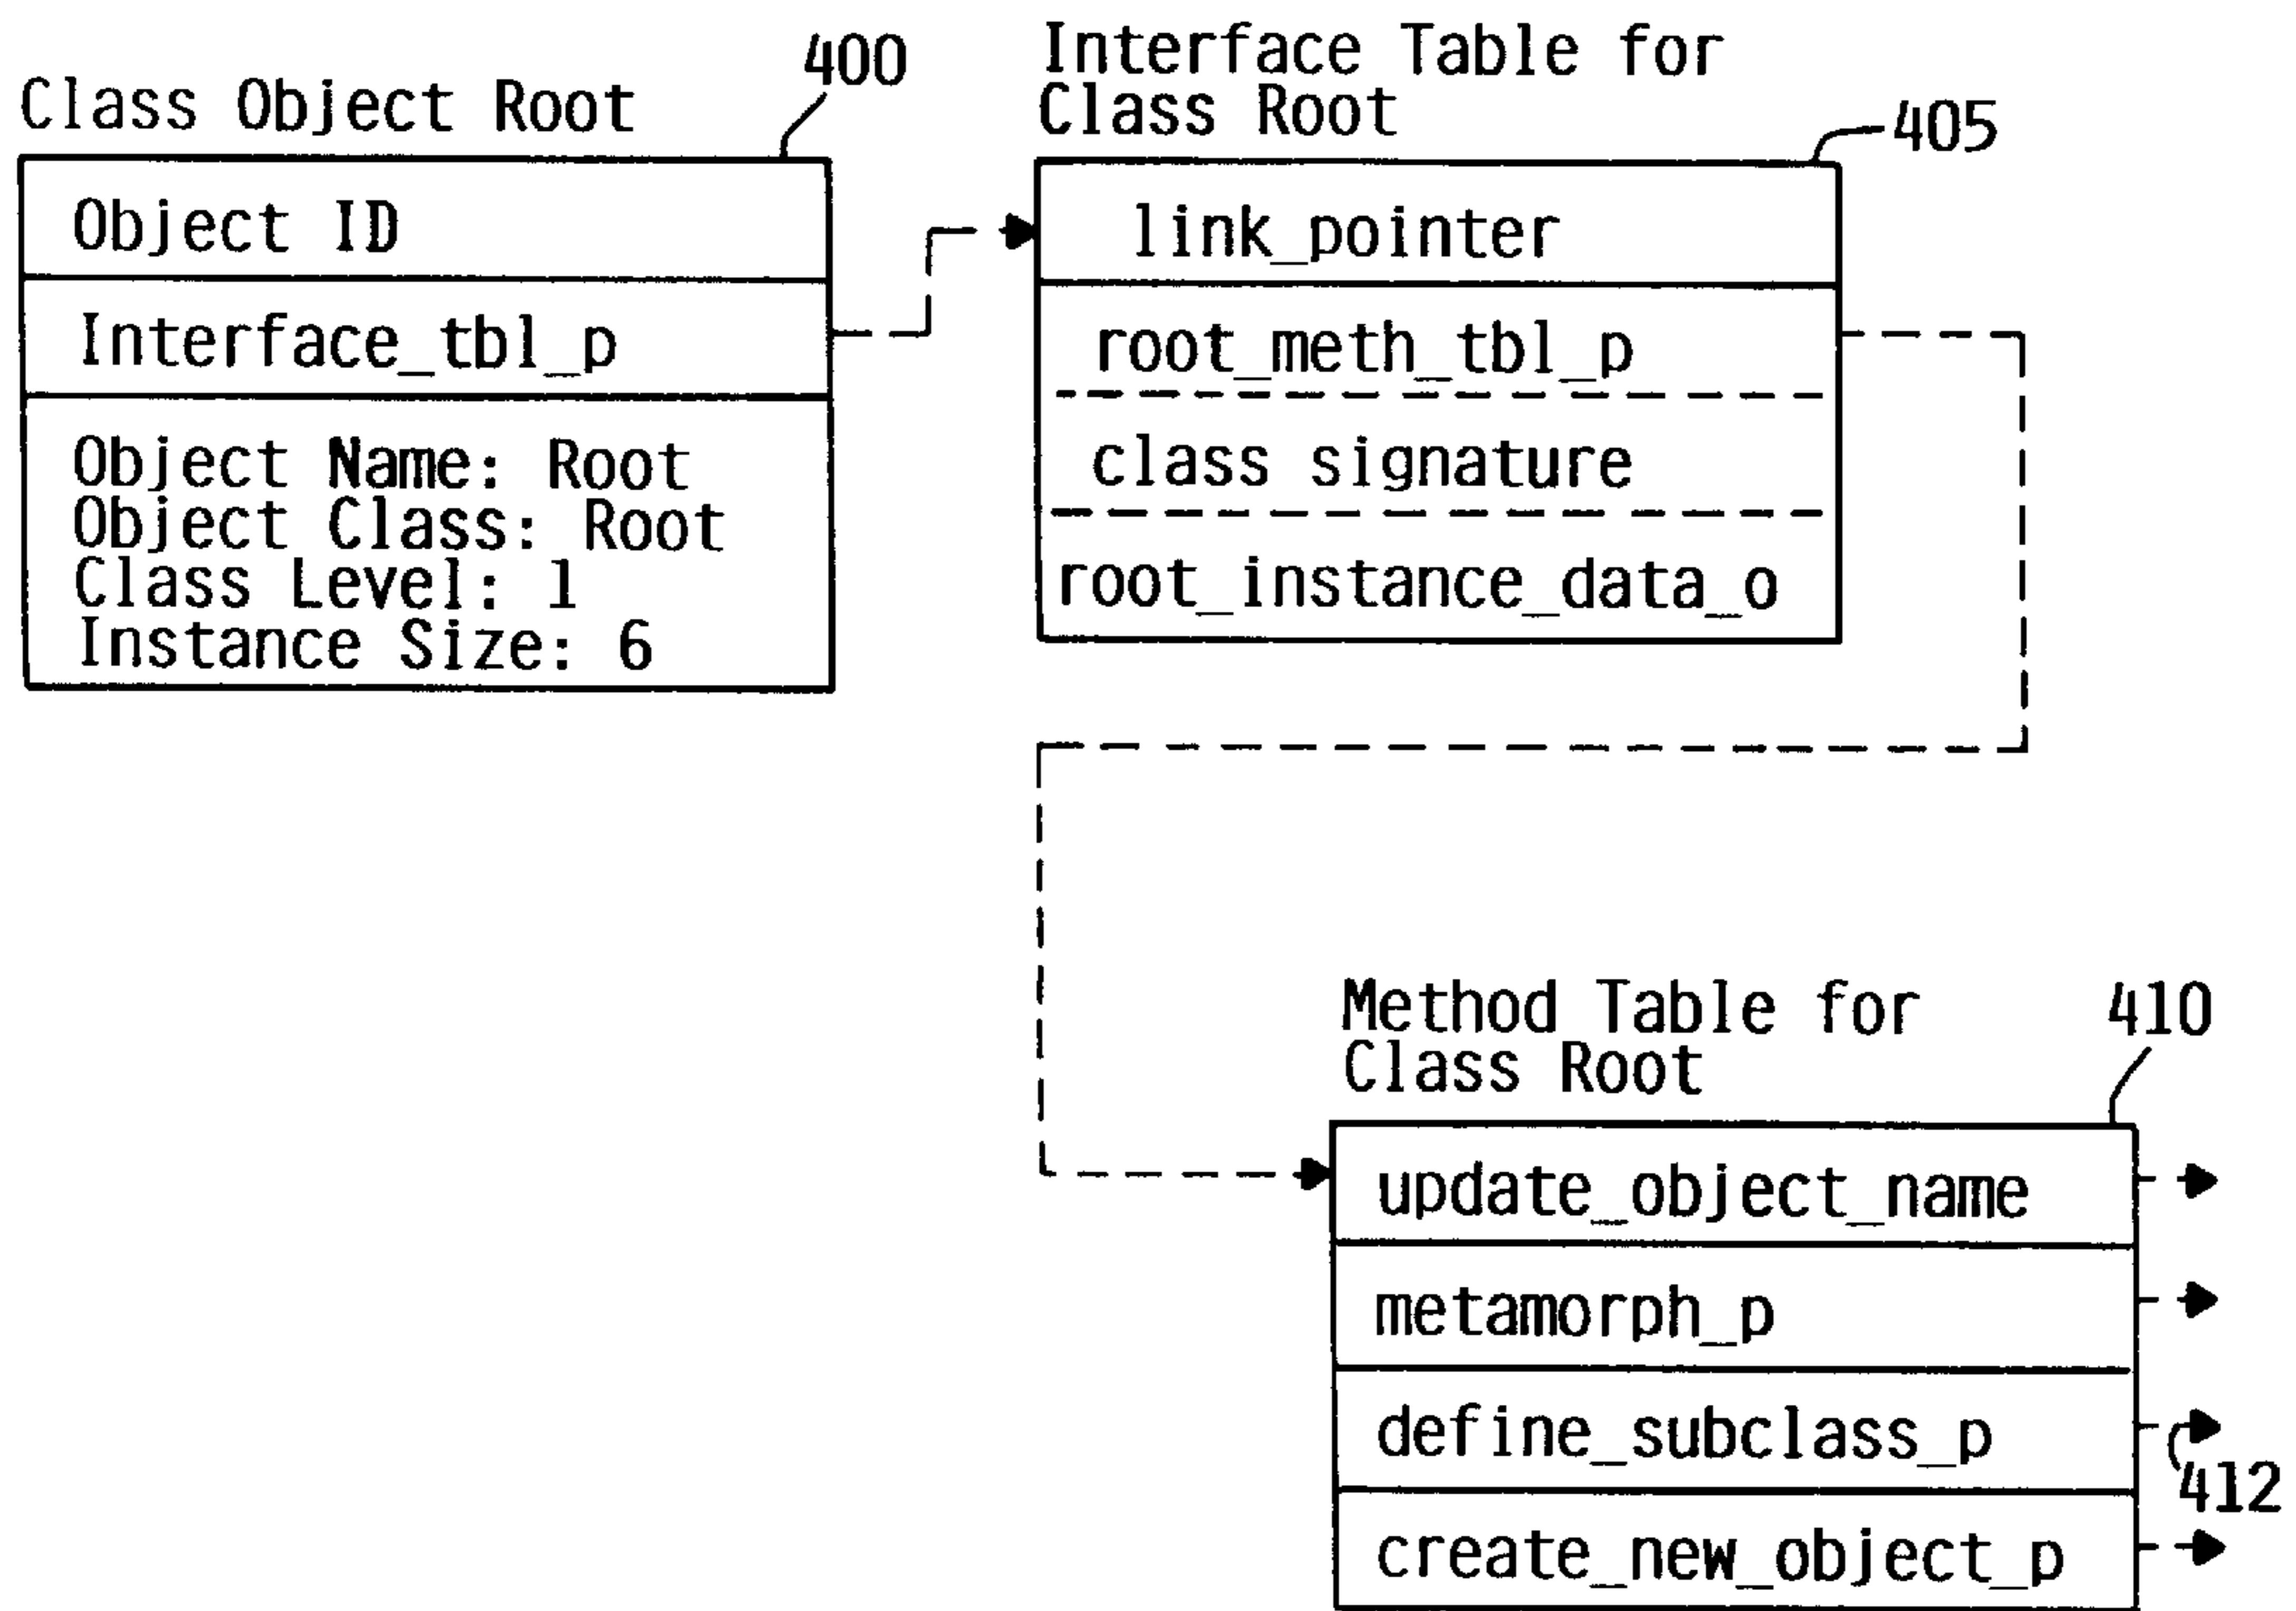 Class Object Root
400
Object ID
Interface_tbl_p
Object Name: Root
Object Class: Root
Class Level: 1
Instance Size: 6
Interface Table for
Class Root
405
link_pointer
root_meth_tbl_p
class signature
root_instance_data_o
Method Table for
Class Root
410
update_object_name
metamorph_p
define_subclass_p
412
create_new_object_p